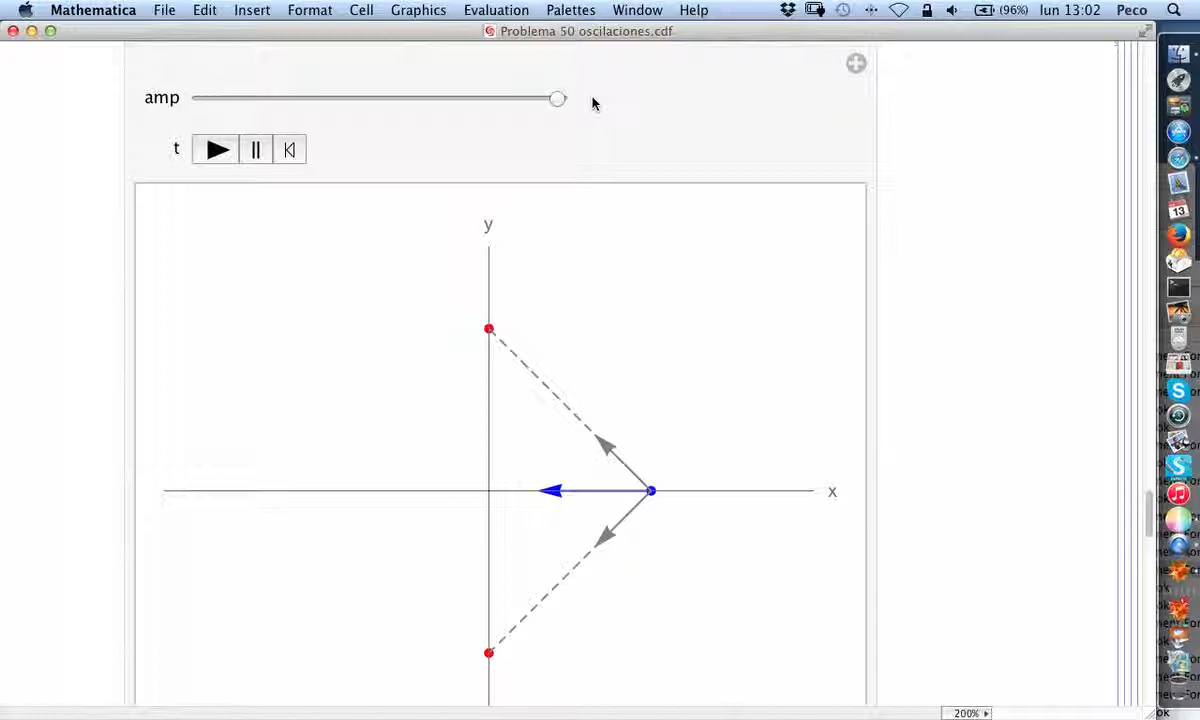 Mathematica File Edit Insert Format Cell Graphics Evaluation Palettes Window Help (96%) lun 13:02 Peco
Problema 50 oscilaciones.cdf
amp
t
y
x
13
200%